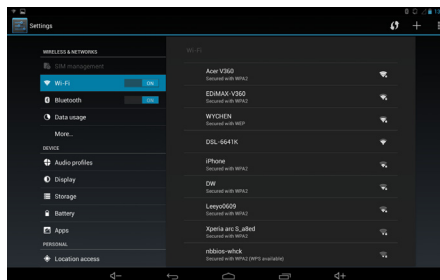 Settings
WIRELESS & NETWORKS
SIM management
Wi-Fi
ON
Bluetooth
ON
Data usage
More...
DEVICE
Audio profiles
Display
Storage
Battery
Apps
PERSONAL
Location access
Wi-Fi
Acer V360
Secured with WPA2
EDiMAX-V360
Secured with WPA2
WYCHEN
Secured with WEP
DSL-6641K
iPhone
Secured with WPA2
DW
Secured with WPA2
Leeyo0609
Secured with WPA2
Xperia arc S_a8ed
Secured with WPA2
nbbios-whck
Secured with WPA2 (WPS available)